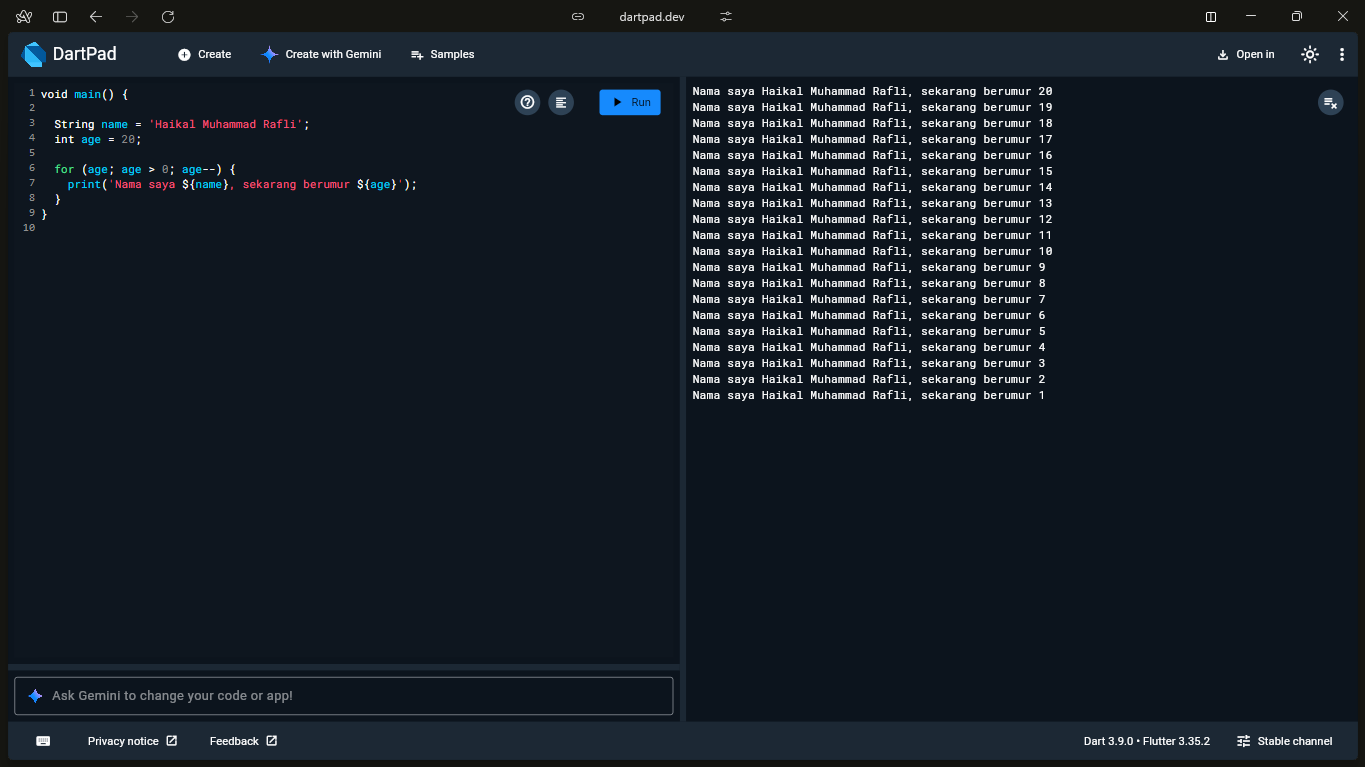 dartpad.dev
DartPad
Create
Create with Gemini
Samples
Open in
1 void main() {
2
3 String name = 'Haikal Muhammad Rafli';
4 int age = 20;
5
6 for (age; age > 0; age--) {
7 print('Nama saya ${name}, sekarang berumur ${age}');
8 }
9 }
10
Run
Nama saya Haikal Muhammad Rafli, sekarang berumur 20
Nama saya Haikal Muhammad Rafli, sekarang berumur 19
Nama saya Haikal Muhammad Rafli, sekarang berumur 18
Nama saya Haikal Muhammad Rafli, sekarang berumur 17
Nama saya Haikal Muhammad Rafli, sekarang berumur 16
Nama saya Haikal Muhammad Rafli, sekarang berumur 15
Nama saya Haikal Muhammad Rafli, sekarang berumur 14
Nama saya Haikal Muhammad Rafli, sekarang berumur 13
Nama saya Haikal Muhammad Rafli, sekarang berumur 12
Nama saya Haikal Muhammad Rafli, sekarang berumur 11
Nama saya Haikal Muhammad Rafli, sekarang berumur 10
Nama saya Haikal Muhammad Rafli, sekarang berumur 9
Nama saya Haikal Muhammad Rafli, sekarang berumur 8
Nama saya Haikal Muhammad Rafli, sekarang berumur 7
Nama saya Haikal Muhammad Rafli, sekarang berumur 6
Nama saya Haikal Muhammad Rafli, sekarang berumur 5
Nama saya Haikal Muhammad Rafli, sekarang berumur 4
Nama saya Haikal Muhammad Rafli, sekarang berumur 3
Nama saya Haikal Muhammad Rafli, sekarang berumur 2
Nama saya Haikal Muhammad Rafli, sekarang berumur 1
Ask Gemini to change your code or app!
Privacy notice
Feedback
Dart 3.9.0 • Flutter 3.35.2
Stable channel